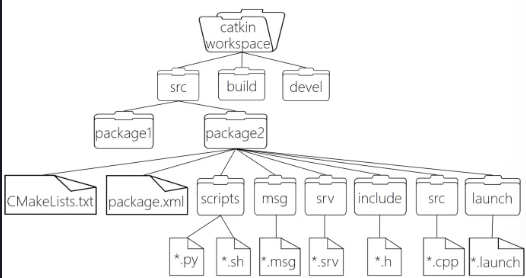 catkin
workspace
src
build
devel
package1
package2
CMakeLists.txt
package.xml
scripts
msg
srv
include
src
launch
*.py
*.sh
*.msg
*.srv
*.h
*.cpp
*.launch